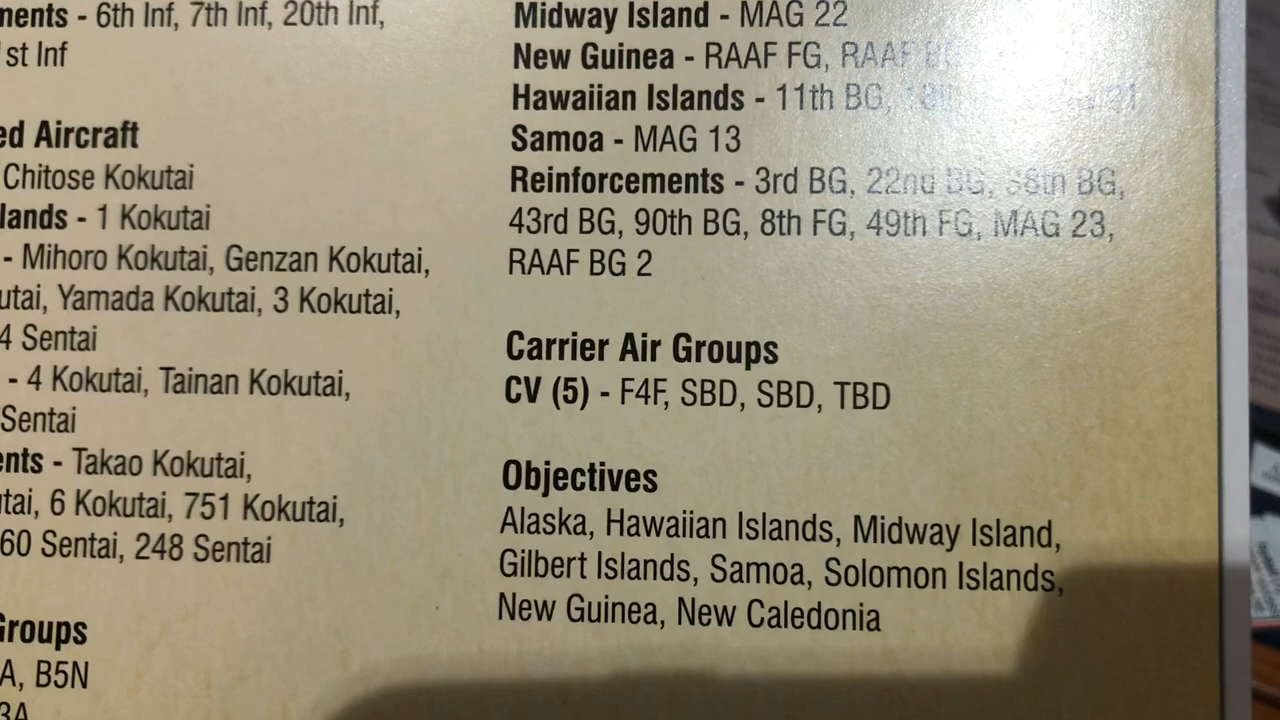 ments - 6th Inf, 7th Inf, 20th Inf,
st Inf
ed Aircraft
Chitose Kokutai
lands - 1 Kokutai
- Mihoro Kokutai, Genzan Kokutai,
utai, Yamada Kokutai, 3 Kokutai,
4 Sentai
- 4 Kokutai, Tainan Kokutai,
Sentai
ents - Takao Kokutai,
utai, 6 Kokutai, 751 Kokutai,
60 Sentai, 248 Sentai
Groups
A, B5N
3A
Midway Island - MAG 22
New Guinea - RAAF FG, RAAF BG
Hawaiian Islands - 11th BG,
Samoa - MAG 13
Reinforcements - 3rd BG, 22nd BG, 38th BG,
43rd BG, 90th BG, 8th FG, 49th FG, MAG 23,
RAAF BG 2
Carrier Air Groups
CV (5) - F4F, SBD, SBD, TBD
Objectives
Alaska, Hawaiian Islands, Midway Island,
Gilbert Islands, Samoa, Solomon Islands,
New Guinea, New Caledonia